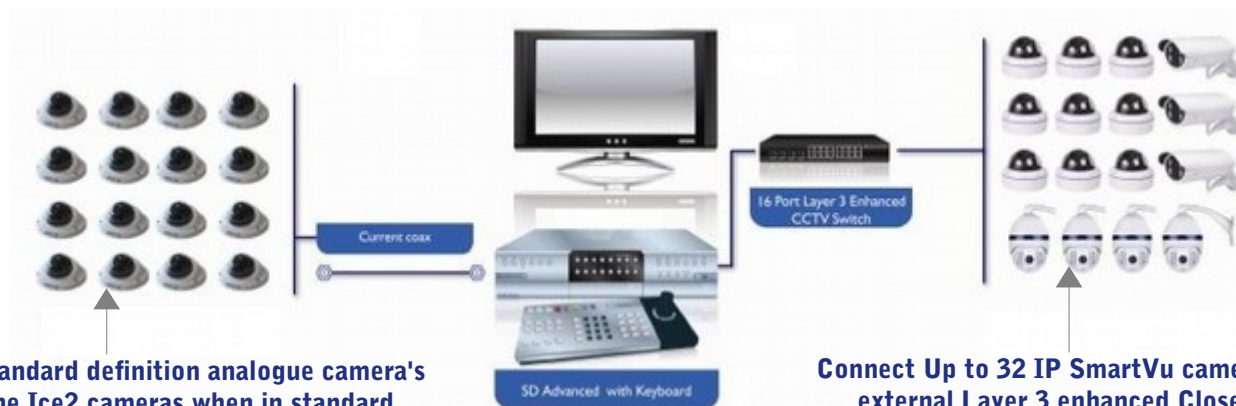 Current coax
16 Port Layer 3 Enhanced
CCTV Switch
SD Advanced with Keyboard
andard definition analogue camera's
ne Ice2 cameras when in standard
Connect Up to 32 IP SmartVu came
external Layer 3 enhanced Close